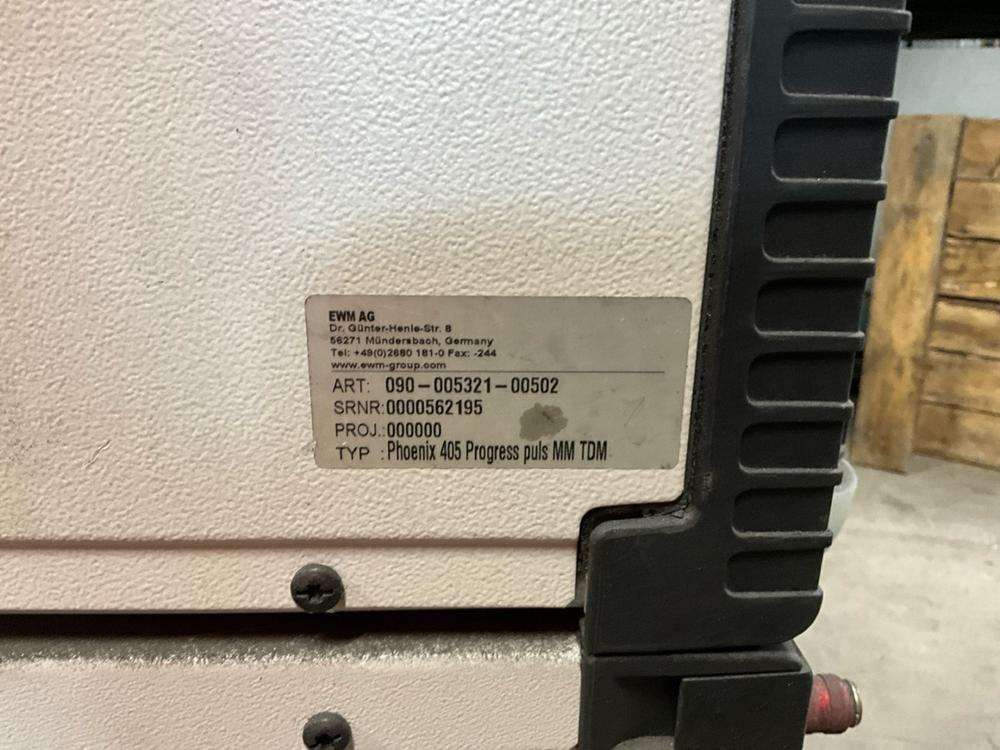 EWM AG
Dr. Günter-Henle-Str. 8
56271 Mündersbach, Germany
Tel: +49(0)2680 181-0 Fax: -244
www.ewm-group.com
ART: 090-005321-00502
SRNR:0000562195
PROJ.:000000
TYP :Phoenix 405 Progress puls MM TDM